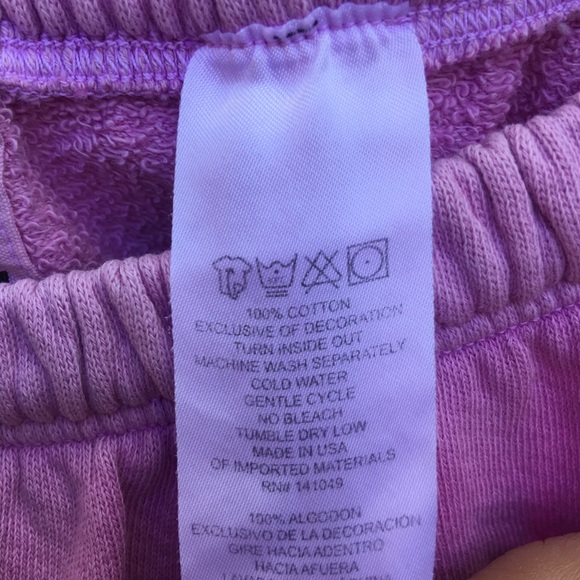 100% COTTON
EXCLUSIVE OF DECORATION
TURN INSIDE OUT
MACHINE WASH SEPARATELY
COLD WATER
GENTLE CYCLE
NO BLEACH
TUMBLE DRY LOW
MADE IN USA
OF IMPORTED MATERIALS
RN# 141049
100% ALGODON
EXCLUSIVO DE LA DECORACIÓN
GIRE HACIA ADENTRO
HACIA AFUERA